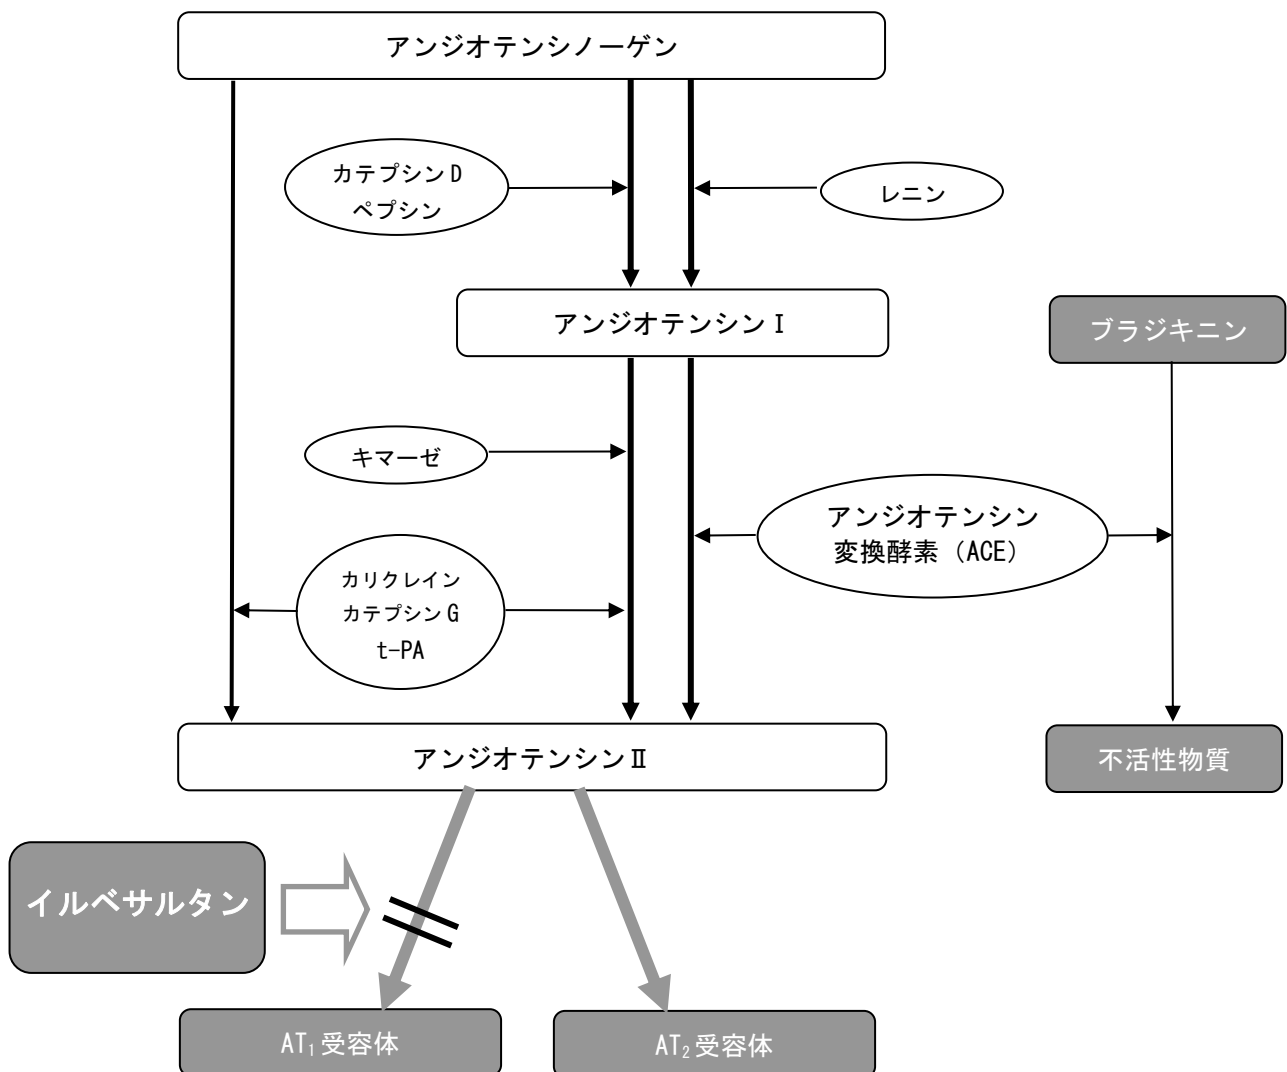 アンジオテンシノーゲン
カテプシンD
ペプシン
レニン
アンジオテンシンⅠ
ブラジキニン
キマーゼ
アンジオテンシン
変換酵素（ACE）
カリクレイン
カテプシンG
t-PA
アンジオテンシンⅡ
不活性物質
イルベサルタン
AT₁受容体
AT₂受容体